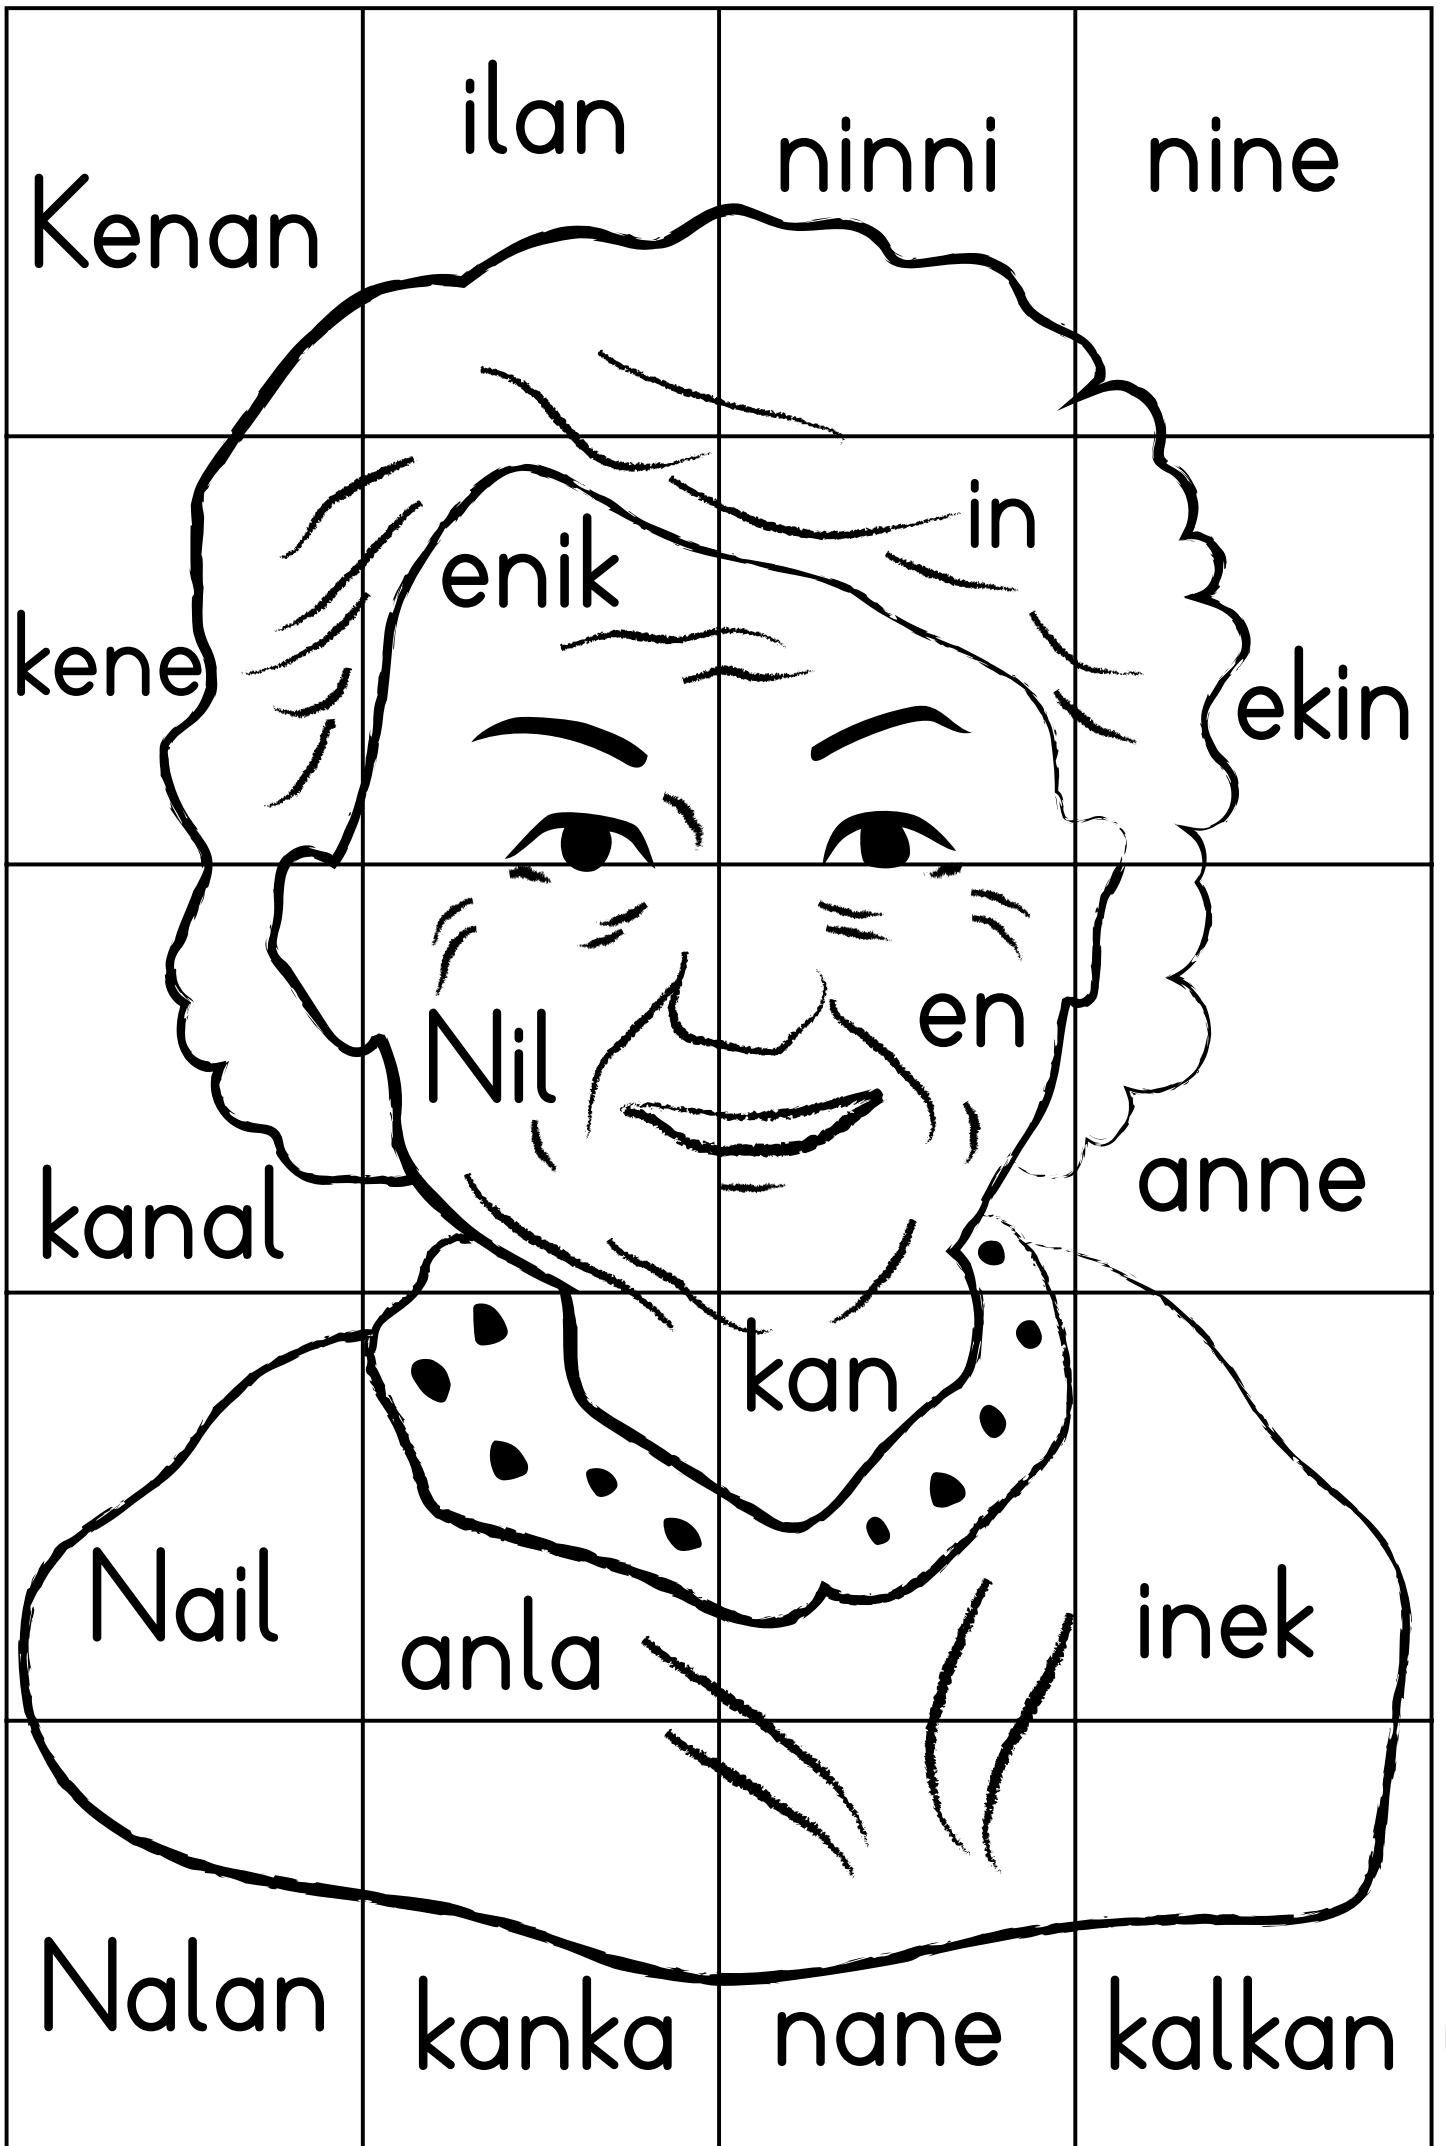 Kenan
ilan
ninni
nine
kene
enik
in
ekin
kanal
Nil
en
anne
Nail
anla
kan
inek
Nalan
kanka
nane
kalkan